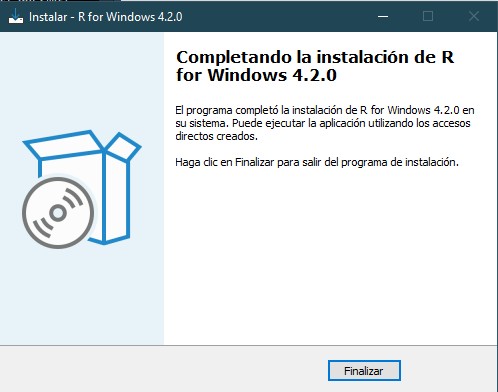 Instalar - R for Windows 4.2.0
Completando la instalación de R
for Windows 4.2.0
El programa completó la instalación de R for Windows 4.2.0 en
su sistema. Puede ejecutar la aplicación utilizando los accesos
directos creados.
Haga clic en Finalizar para salir del programa de instalación.
Finalizar